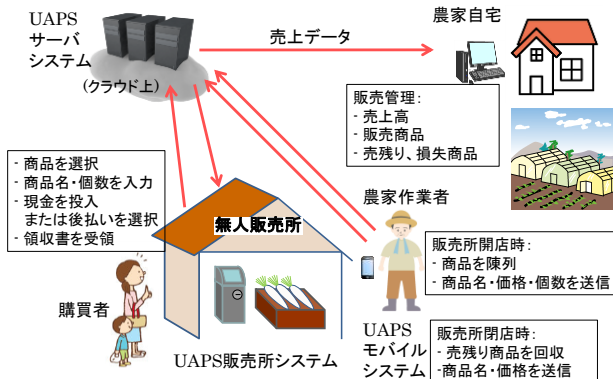 UAPS
サーバ
システム
(クラウド上)
売上データ
農家自宅
販売管理:
- 売上高
- 販売商品
- 売残り、損失商品
- 商品を選択
- 商品名・個数を入力
- 現金を投入
または後払いを選択
- 領収書を受領
無人販売所
農家作業者
販売所開店時:
- 商品を陳列
- 商品名・価格・個数を送信
購買者
UAPS販売所システム
UAPS
モバイル
システム
販売所閉店時:
- 売残り商品を回収
- 商品名・価格を送信